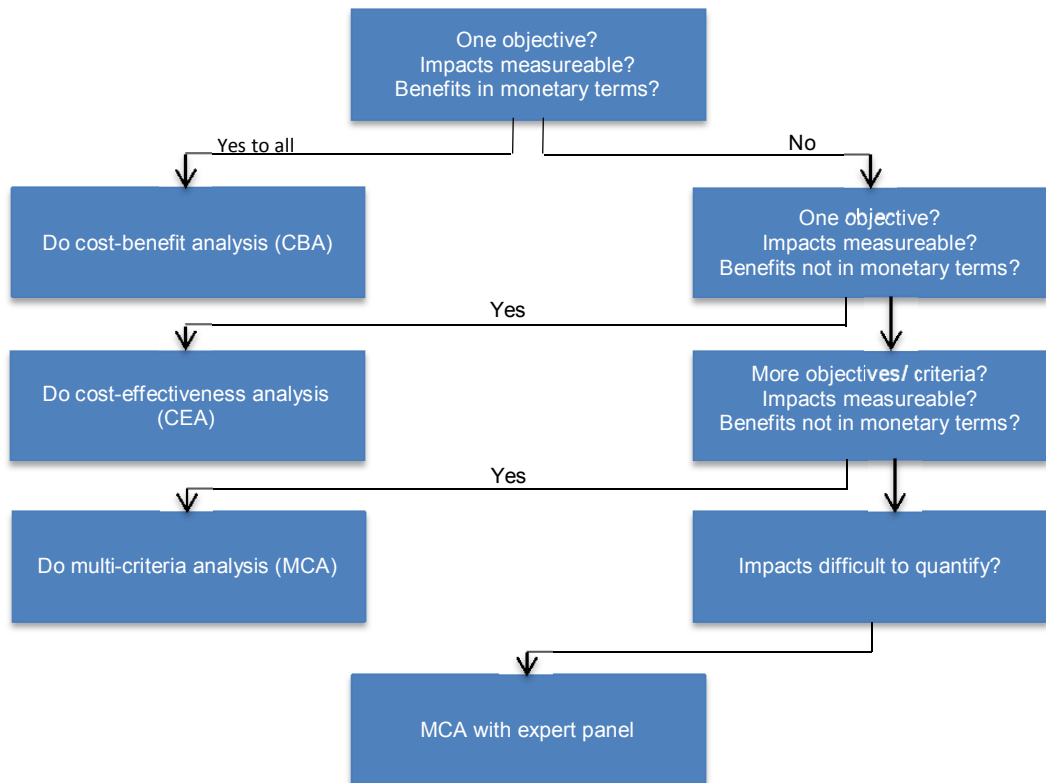 One objective?
Impacts measureable?
Benefits in monetary terms?
Yes to all
No
Do cost-benefit analysis (CBA)
One objective?
Impacts measureable?
Benefits not in monetary terms?
Yes
Do cost-effectiveness analysis
(CEA)
More objectives/ criteria?
Impacts measureable?
Benefits not in monetary terms?
Yes
Do multi-criteria analysis (MCA)
Impacts difficult to quantify?
MCA with expert panel